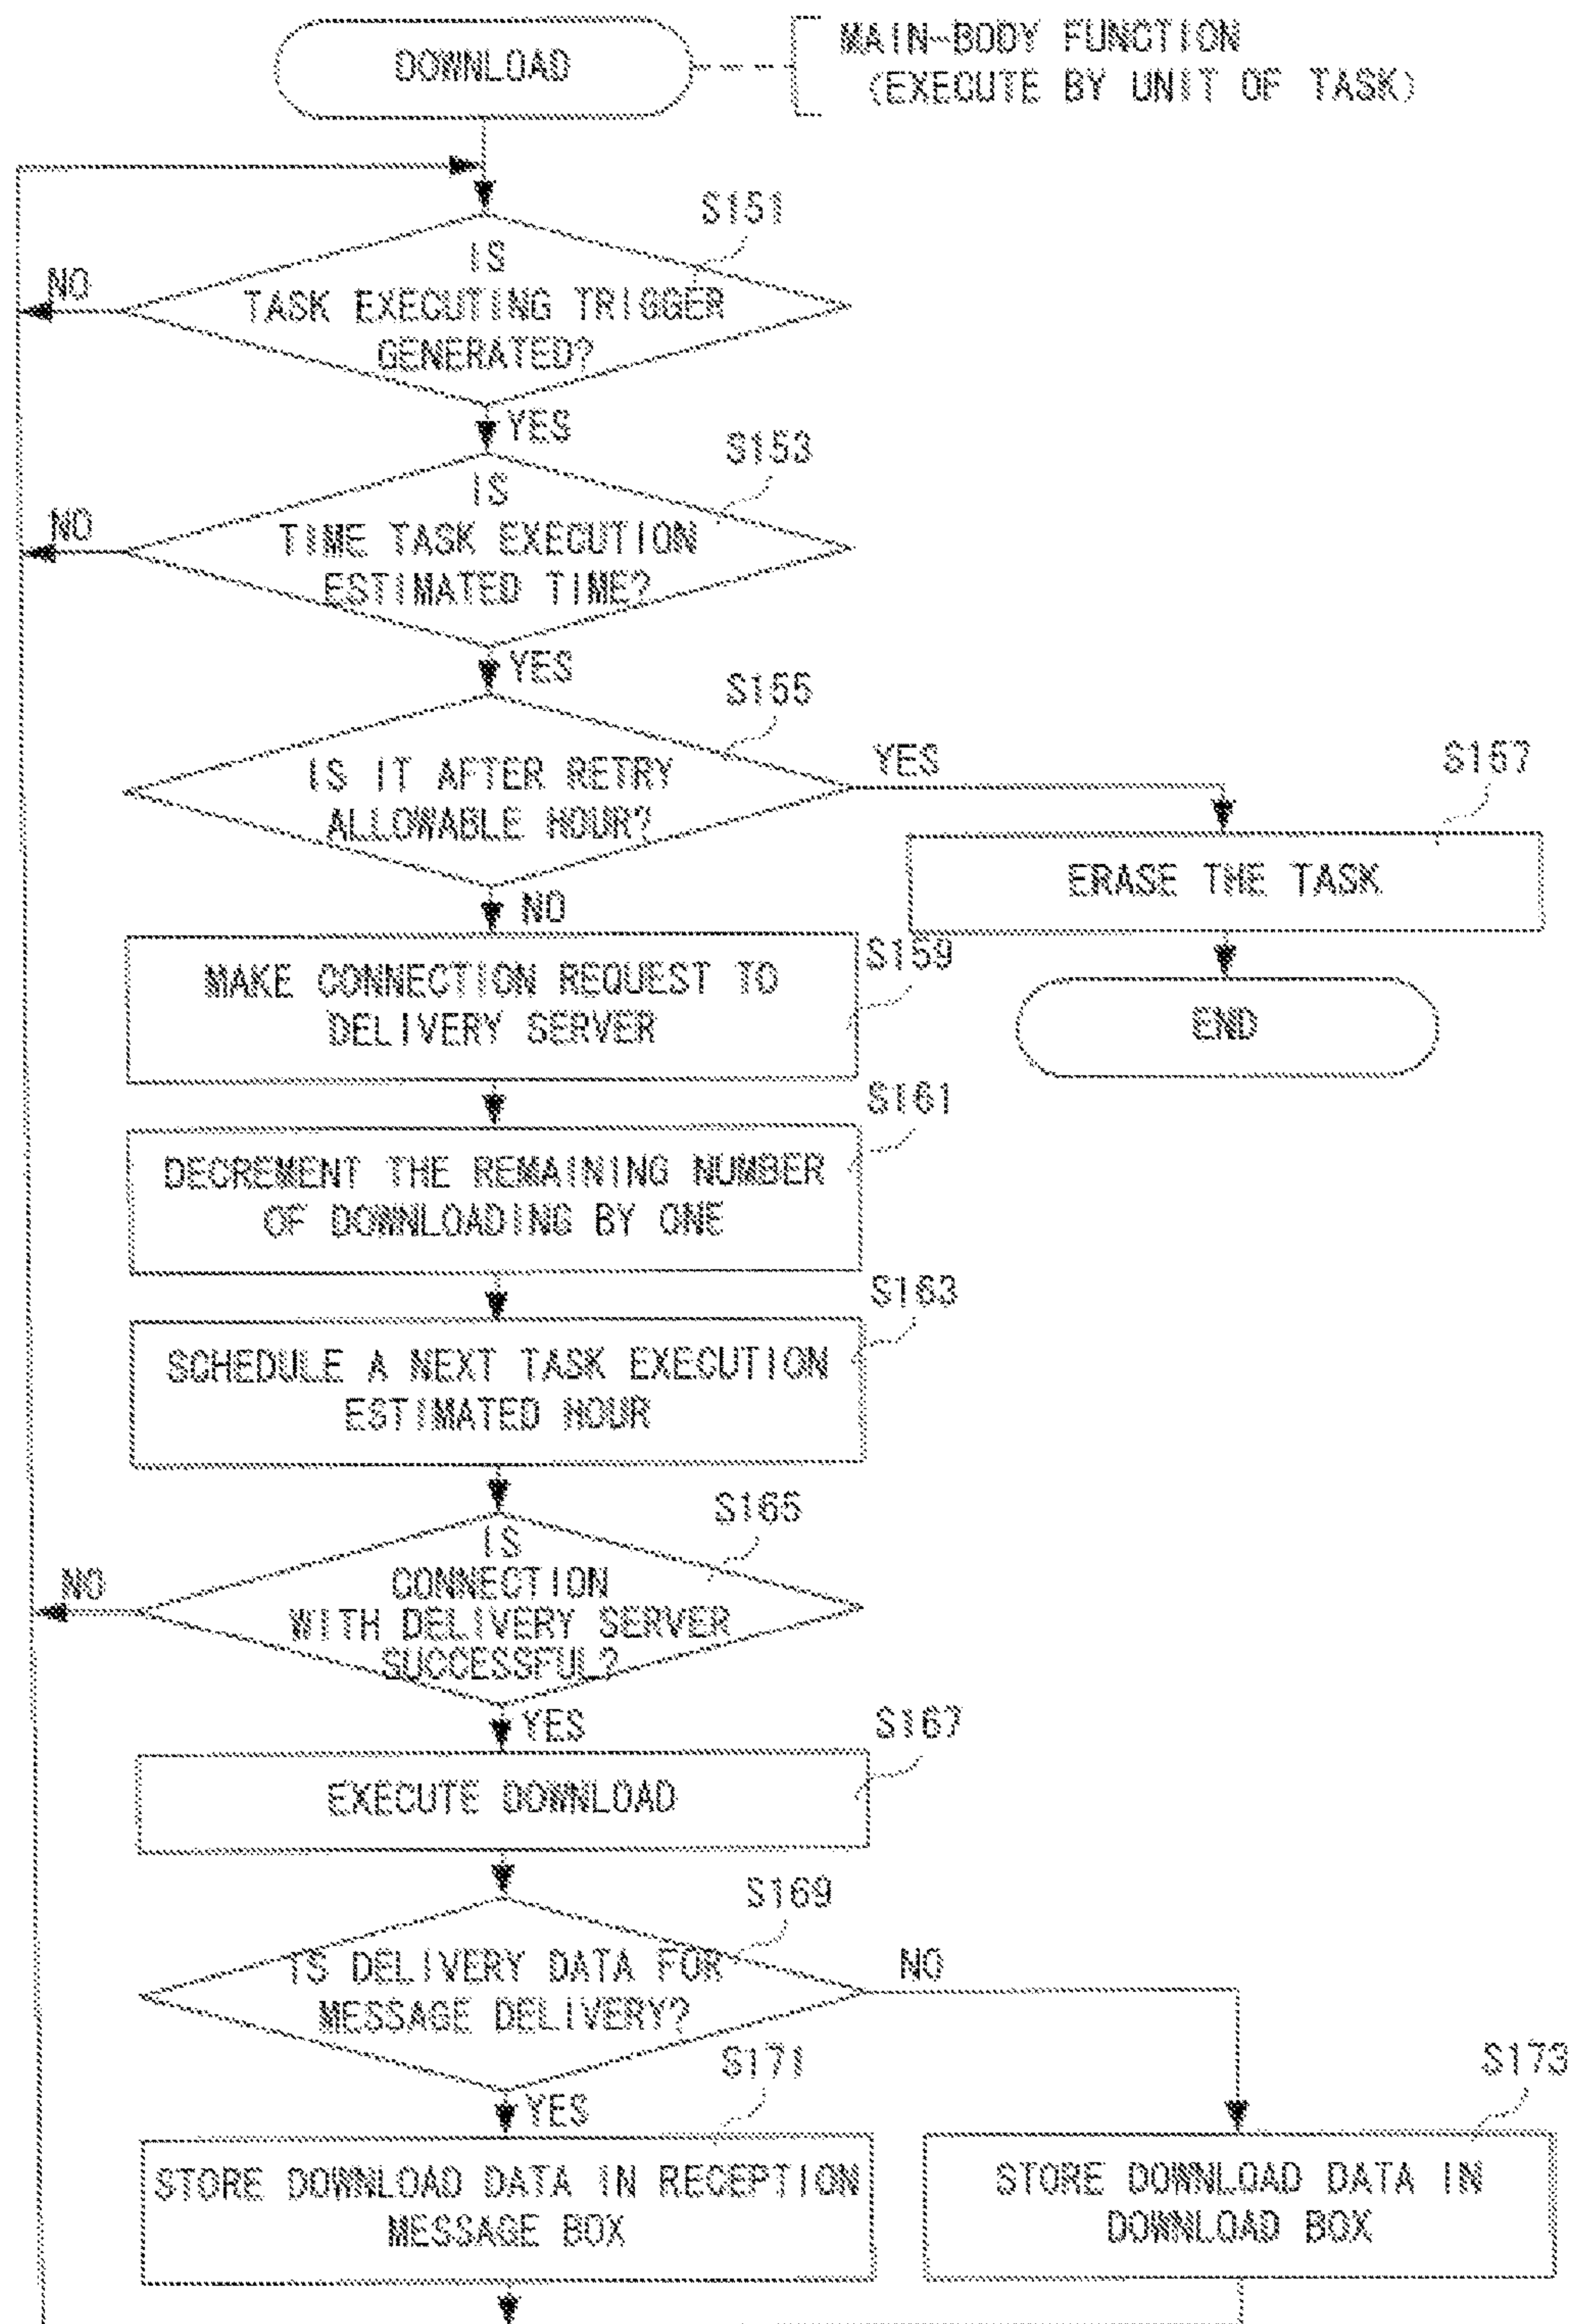 DOWNLOAD
MAIN-BODY FUNCTION
(EXECUTE BY UNIT OF TASK)
S151
IS
TASK EXECUTING TRIGGER
GENERATED?
NO
YES
S153
IS
TIME TASK EXECUTION
ESTIMATED TIME?
NO
YES
S155
IS IT AFTER RETRY
ALLOWABLE HOUR?
YES
NO
S157
ERASE THE TASK
END
S159
MAKE CONNECTION REQUEST TO
DELIVERY SERVER
S161
DECREMENT THE REMAINING NUMBER
OF DOWNLOADING BY ONE
S163
SCHEDULE A NEXT TASK EXECUTION
ESTIMATED HOUR
S165
IS
CONNECTION
WITH DELIVERY SERVER
SUCCESSFUL?
NO
YES
S167
EXECUTE DOWNLOAD
S169
IS DELIVERY DATA FOR
MESSAGE DELIVERY?
NO
YES
S171
STORE DOWNLOAD DATA IN RECEPTION
MESSAGE BOX
S173
STORE DOWNLOAD DATA IN
DOWNLOAD BOX